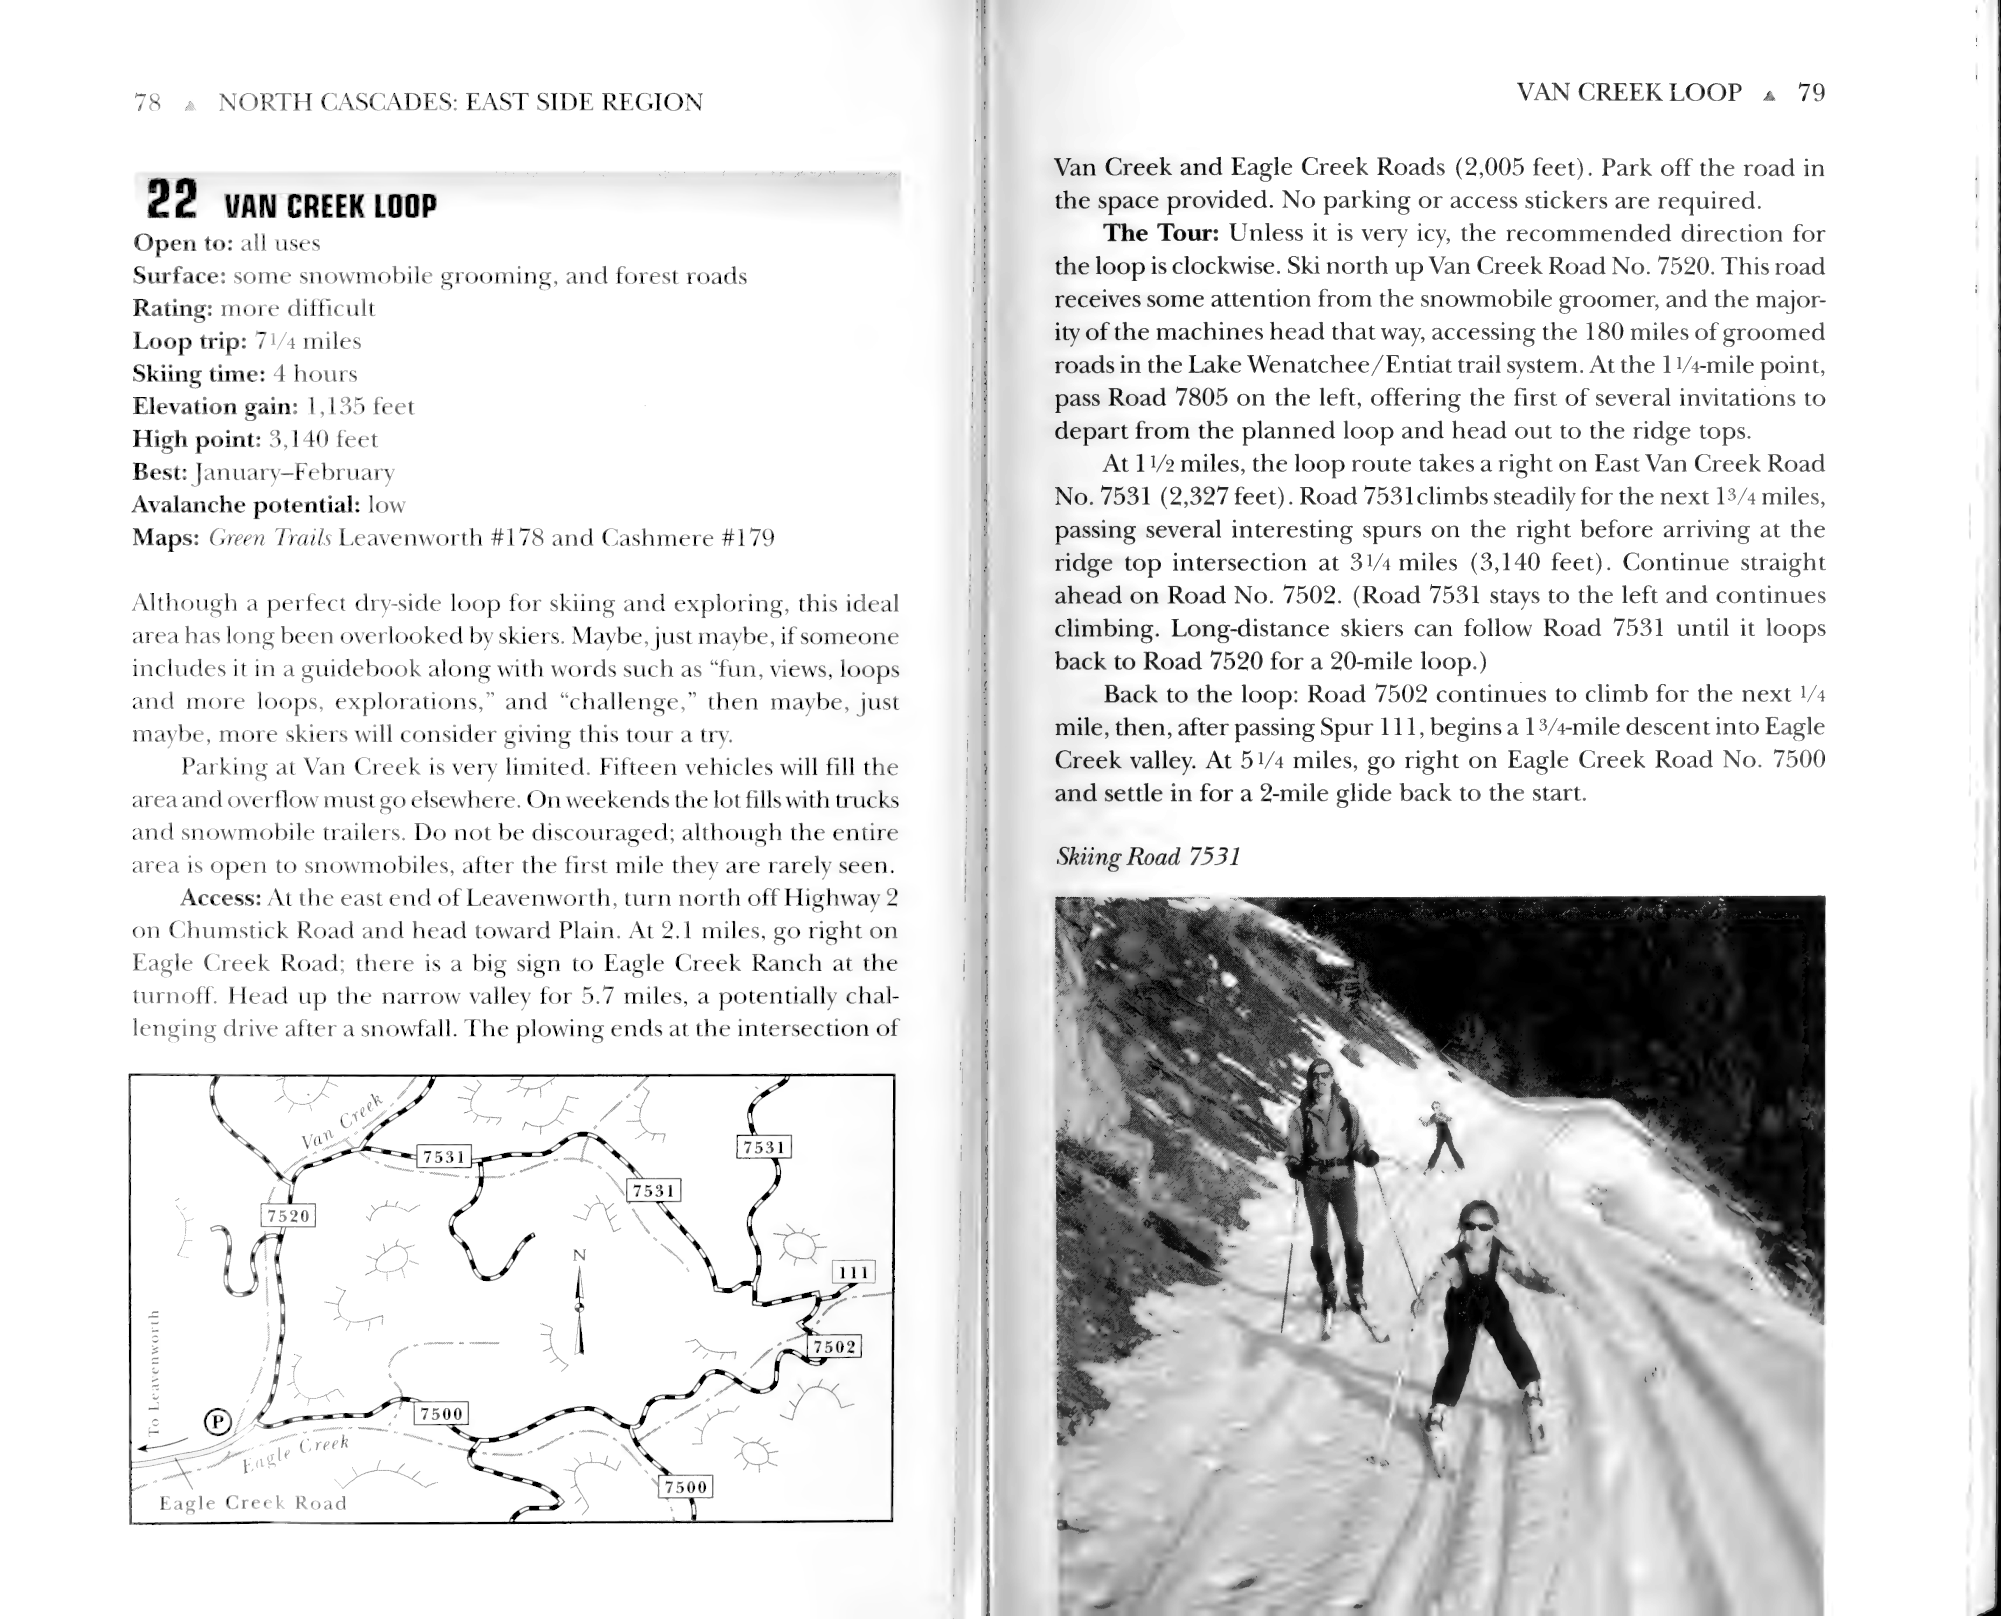 78 ▲ NORTH CASCADES: EAST SIDE REGION
22 VAN CREEK LOOP
Open to: all uses
Surface: some snowmobile grooming, and forest roads
Rating: more difficult
Loop trip: 7 1/4 miles
Skiing time: 4 hours
Elevation gain: 1,135 feet
High point: 3,140 feet
Best: January–February
Avalanche potential: low
Maps: Green Trails Leavenworth #178 and Cashmere #179
Although a perfect dry-side loop for skiing and exploring, this ideal
area has long been overlooked by skiers. Maybe, just maybe, if someone
includes it in a guidebook along with words such as “fun, views, loops
and more loops, explorations,” and “challenge,” then maybe, just
maybe, more skiers will consider giving this tour a try.
Parking at Van Creek is very limited. Fifteen vehicles will fill the
area and overflow must go elsewhere. On weekends the lot fills with trucks
and snowmobile trailers. Do not be discouraged; although the entire
area is open to snowmobiles, after the first mile they are rarely seen.
Access: At the east end of Leavenworth, turn north off Highway 2
on Chumstick Road and head toward Plain. At 2.1 miles, go right on
Eagle Creek Road; there is a big sign to Eagle Creek Ranch at the
turnoff. Head up the narrow valley for 5.7 miles, a potentially chal-
lenging drive after a snowfall. The plowing ends at the intersection of
Van Creek
7531
7531
7531
7520
N
111
7502
To Leavenworth
P
7500
Eagle Creek
7500
Eagle Creek Road
VAN CREEK LOOP ▲ 79
Van Creek and Eagle Creek Roads (2,005 feet). Park off the road in
the space provided. No parking or access stickers are required.
The Tour: Unless it is very icy, the recommended direction for
the loop is clockwise. Ski north up Van Creek Road No. 7520. This road
receives some attention from the snowmobile groomer, and the major-
ity of the machines head that way, accessing the 180 miles of groomed
roads in the Lake Wenatchee/Entiat trail system. At the 1 1/4-mile point,
pass Road 7805 on the left, offering the first of several invitations to
depart from the planned loop and head out to the ridge tops.
At 1 1/2 miles, the loop route takes a right on East Van Creek Road
No. 7531 (2,327 feet). Road 7531climbs steadily for the next 1 3/4 miles,
passing several interesting spurs on the right before arriving at the
ridge top intersection at 3 1/4 miles (3,140 feet). Continue straight
ahead on Road No. 7502. (Road 7531 stays to the left and continues
climbing. Long-distance skiers can follow Road 7531 until it loops
back to Road 7520 for a 20-mile loop.)
Back to the loop: Road 7502 continues to climb for the next 1/4
mile, then, after passing Spur 111, begins a 1 3/4-mile descent into Eagle
Creek valley. At 5 1/4 miles, go right on Eagle Creek Road No. 7500
and settle in for a 2-mile glide back to the start.
Skiing Road 7531